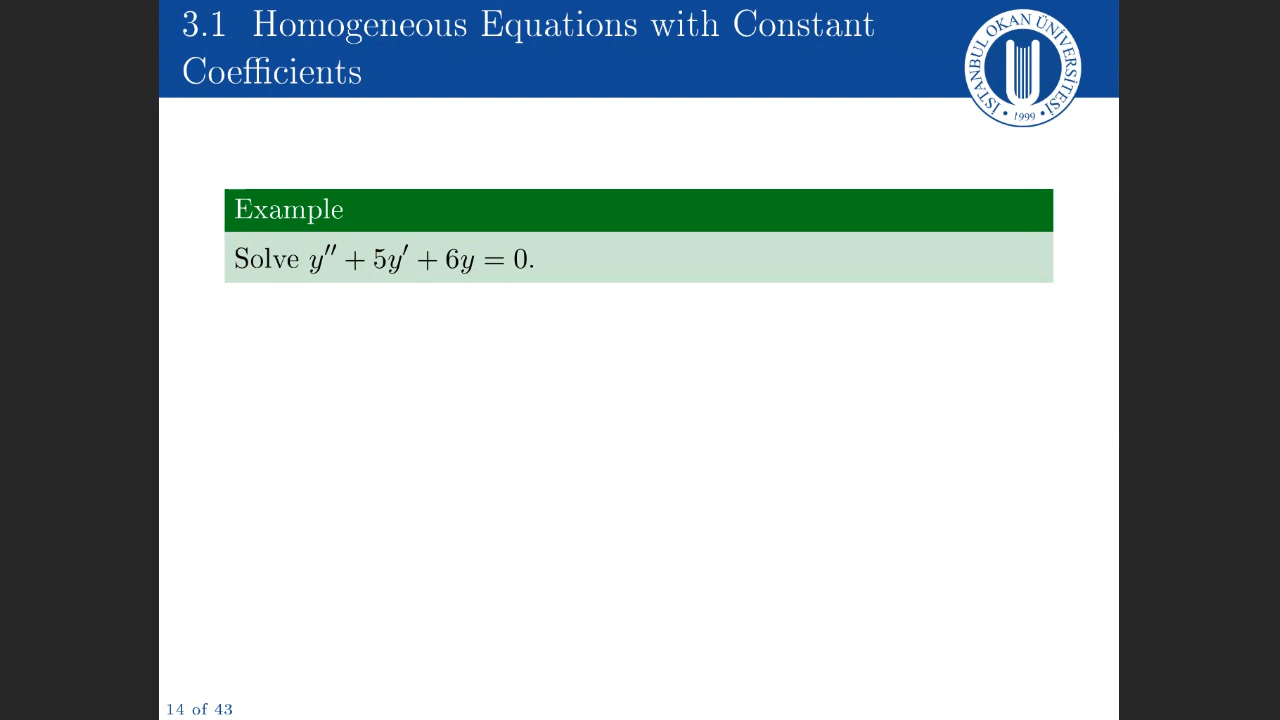 3.1 Homogeneous Equations with Constant
Coefficients
İSTANBUL OKAN ÜNİVERSİTESİ
• 1999 •
Example
Solve y′′ + 5y′ + 6y = 0.
14 of 43